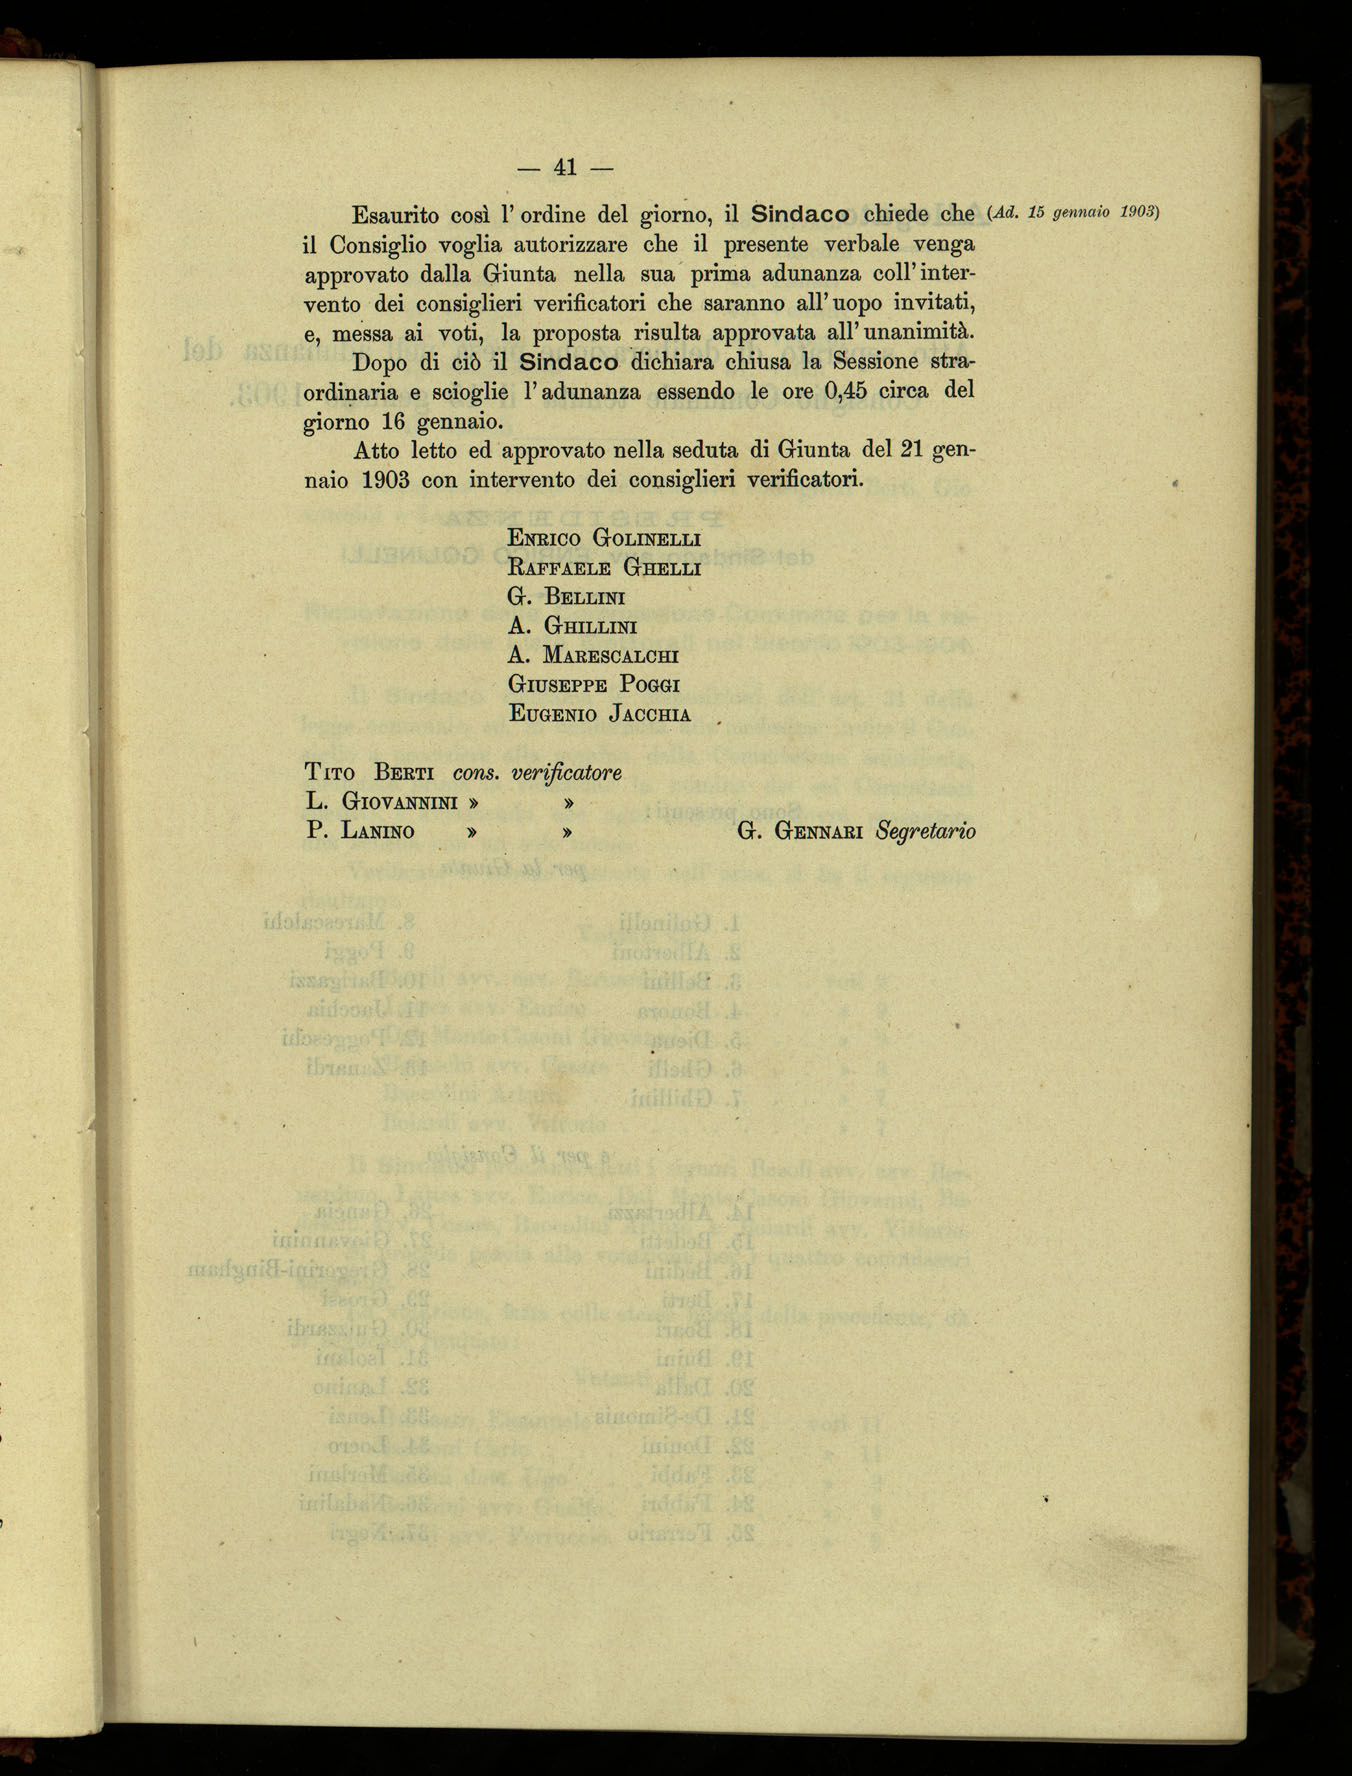 — 41 —
Esaurito così l' ordine del giorno, il Sindaco chiede che (Ad. 15 gennaio 1903)
il Consiglio voglia autorizzare che il presente verbale venga
approvato dalla Giunta nella sua prima adunanza coll' inter-
vento dei consiglieri verificatori che saranno all' uopo invitati,
e, messa ai voti, la proposta risulta approvata all' unanimità.
Dopo di ciò il Sindaco dichiara chiusa la Sessione stra-
ordinaria e scioglie l' adunanza essendo le ore 0,45 circa del
giorno 16 gennaio.
Atto letto ed approvato nella seduta di Giunta del 21 gen-
naio 1903 con intervento dei consiglieri verificatori.
ENRICO GOLINELLI
RAFFAELE GHELLI
G. BELLINI
A. GHILLINI
A. MARESCALCHI
GIUSEPPE POGGI
EUGENIO JACCHIA
TITO BERTI cons. verificatore
L. GIOVANNINI » »
P. LANINO » » G. GENNARI Segretario